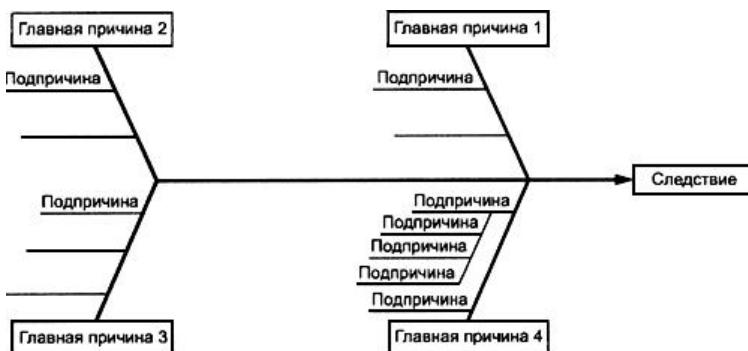 Главная причина 2
Главная причина 1
Подпричина
Подпричина
Следствие
Подпричина
Подпричина
Подпричина
Подпричина
Подпричина
Подпричина
Главная причина 3
Главная причина 4